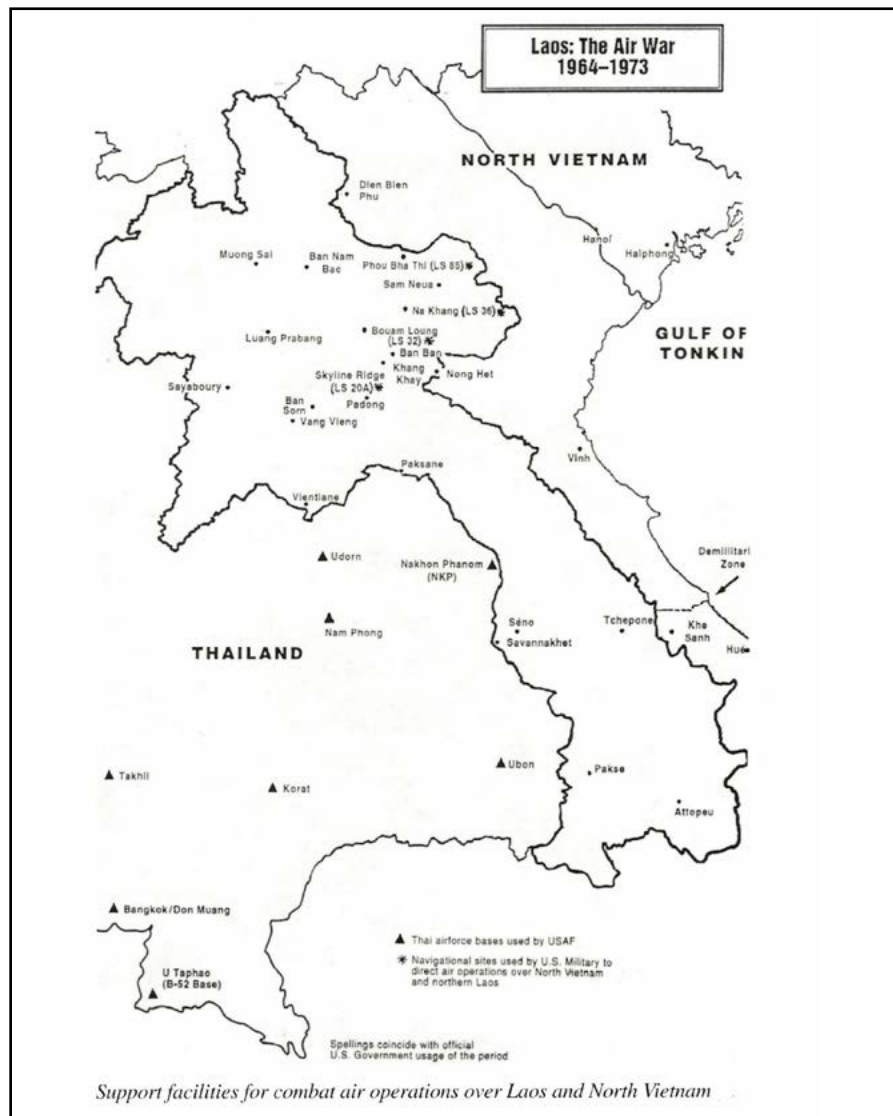 Laos: The Air War
1964–1973
NORTH VIETNAM
Dien Bien
Phu
Hanoi
Haiphong
Muong Sai
Ban Nam
Bac
Phou Bha Thi (LS 85)
Sam Neua
Na Khang (LS 36)
GULF OF
TONKIN
Luang Prabang
Bouam Loung
(LS 32)
Ban Ban
Khang
Khay
Nong Het
Skyline Ridge
(LS 20A)
Sayaboury
Padong
Ban
Sorn
Vang Vieng
Vinh
Paksane
Vientiane
Demilitari
Zone
Udorn
Nakhon Phanom
(NKP)
Nam Phong
Séno
Savannakhet
Tchepone
Khe
Sanh
Hué
THAILAND
Takhli
Korat
Ubon
Pakse
Attopeu
Bangkok/Don Muang
U Taphao
(B-52 Base)
Thai airforce bases used by USAF
Navigational sites used by U.S. Military to
direct air operations over North Vietnam
and northern Laos
Spellings coincide with official
U.S. Government usage of the period
Support facilities for combat air operations over Laos and North Vietnam